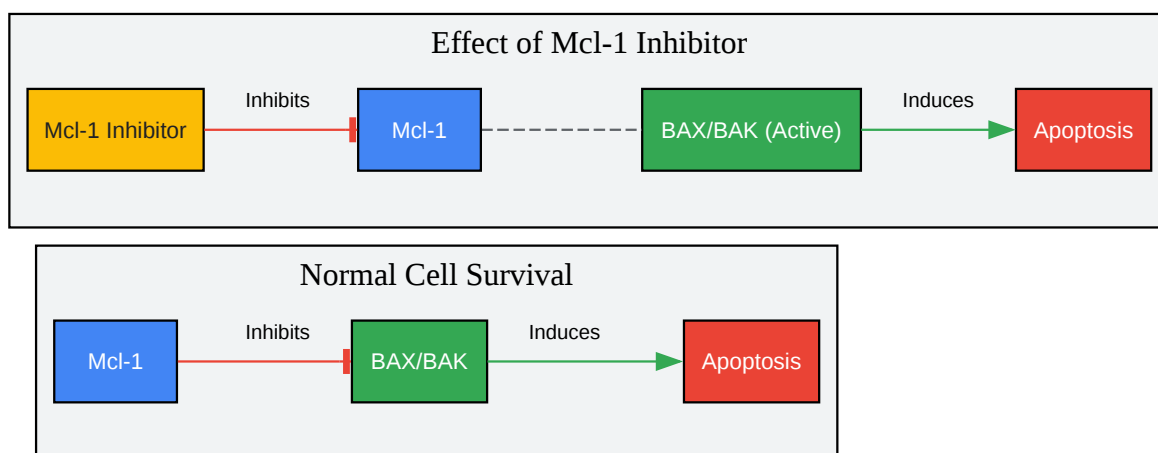 Effect of Mcl-1 Inhibitor
Inhibits
Induces
Mcl-1 Inhibitor
Mcl-1
BAX/BAK (Active)
Apoptosis
Normal Cell Survival
Inhibits
Induces
Mcl-1
BAX/BAK
Apoptosis